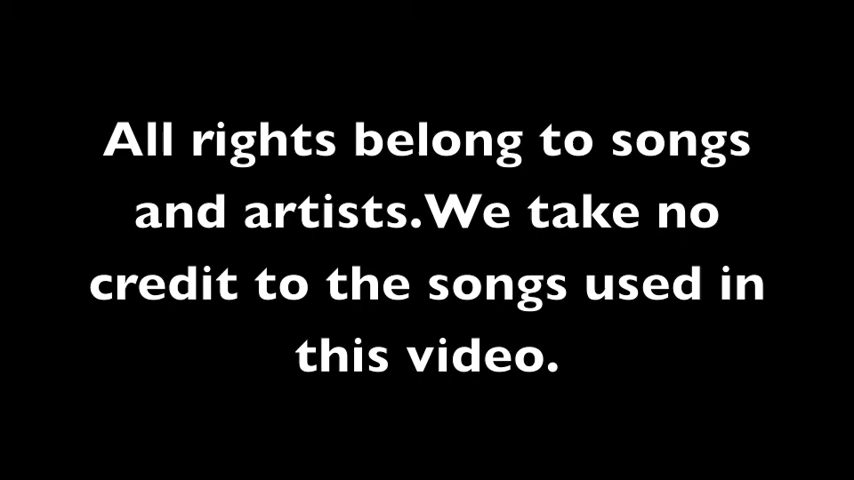 All rights belong to songs
and artists.We take no
credit to the songs used in
this video.